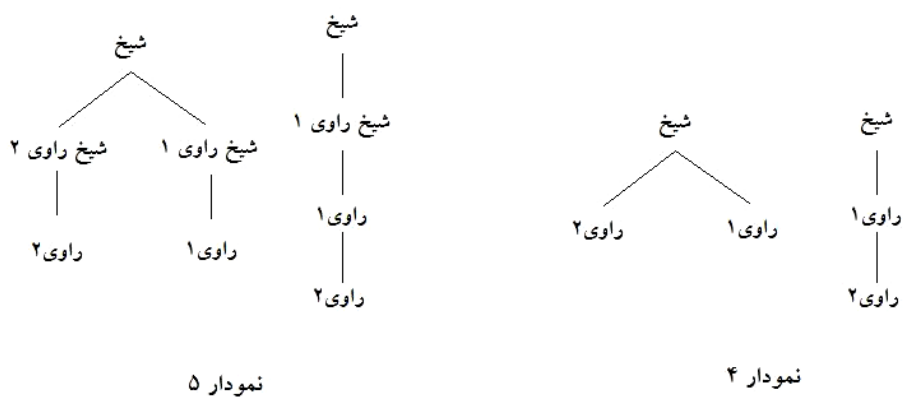 شیخ
شیخ
راوی۱
راوی۱
راوی۲
راوی۲
نمودار ۴
شیخ
شیخ
شیخ راوی ۱
شیخ راوی ۱
شیخ راوی ۲
راوی۱
راوی۱
راوی۲
راوی۲
نمودار ۵